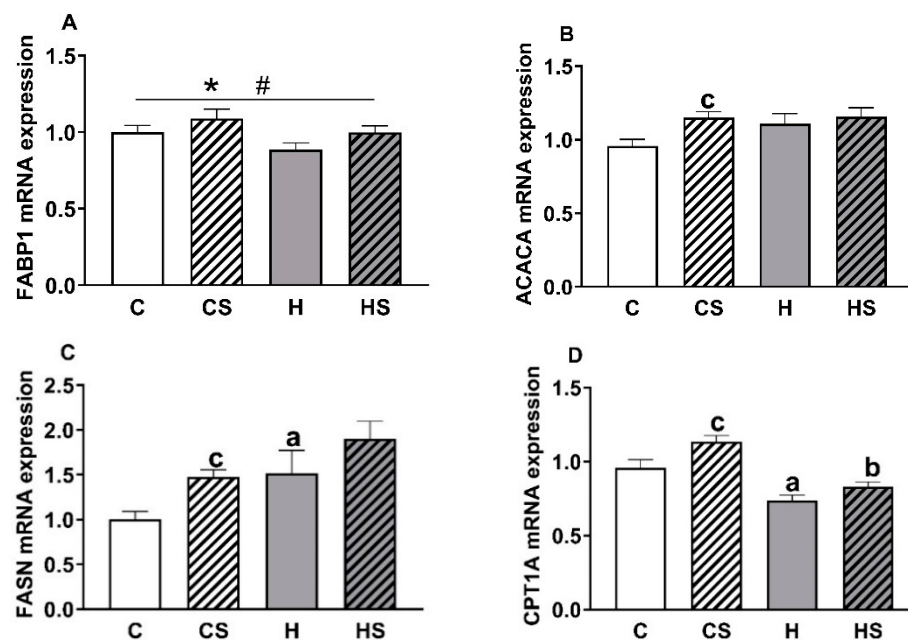 A
FABP1 mRNA expression
1.5
1.0
0.5
0.0
* #
C CS H HS
B
ACACA mRNA expression
1.5
1.0
0.5
0.0
c
C CS H HS
C
FASN mRNA expression
2.5
2.0
1.5
1.0
0.5
0.0
c a
C CS H HS
D
CPT1A mRNA expression
1.5
1.0
0.5
0.0
c
a b
C CS H HS